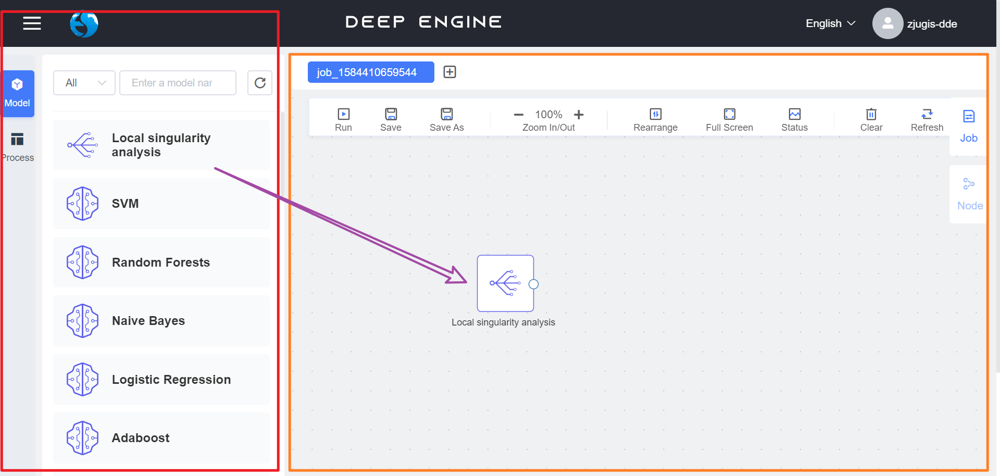 DEEP ENGINE
English
zjugis-dde
Model
Process
All
Enter a model nar
Local singularity
analysis
SVM
Random Forests
Naive Bayes
Logistic Regression
Adaboost
job_1584410659544
Run
Save
Save As
100%
Zoom In/Out
Rearrange
Full Screen
Status
Clear
Refresh
Job
Node
Local singularity analysis